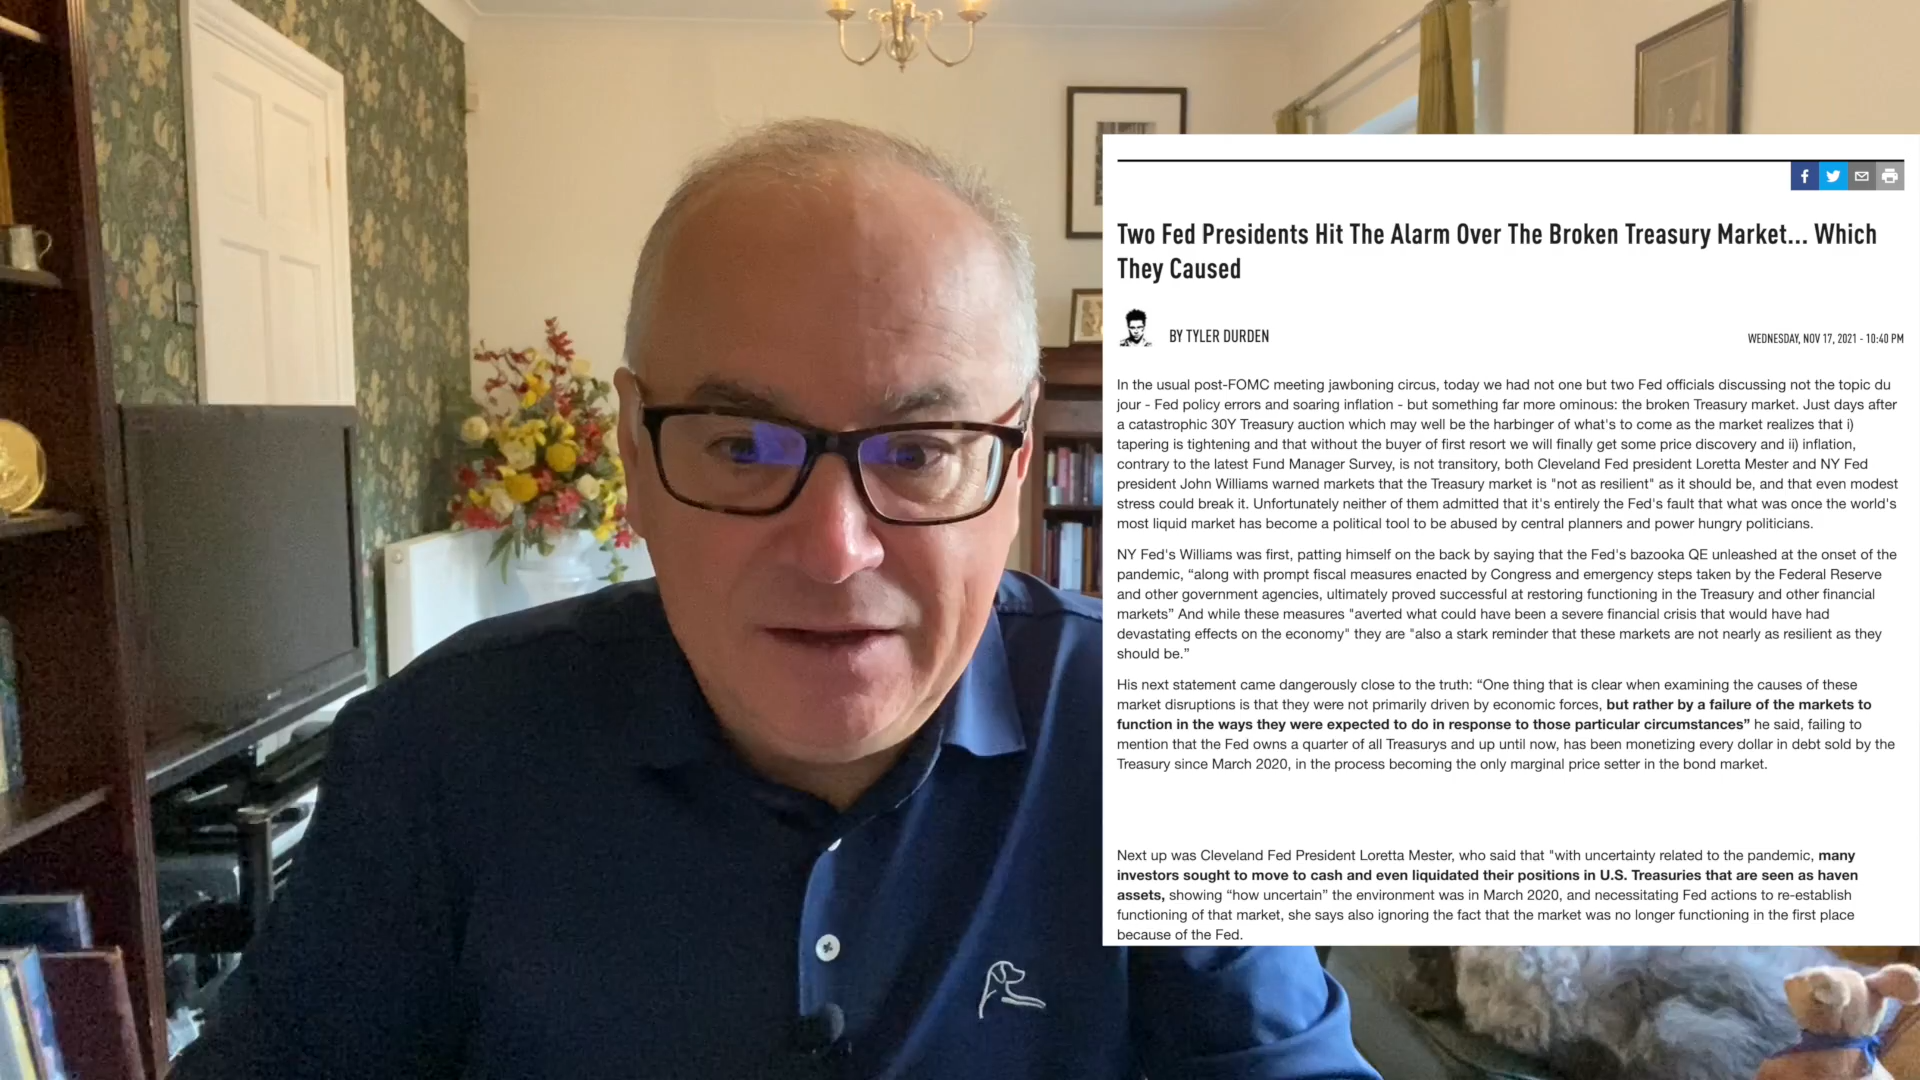 Two Fed Presidents Hit The Alarm Over The Broken Treasury Market... Which
They Caused
BY TYLER DURDEN
WEDNESDAY, NOV 17, 2021 - 10:40 PM
In the usual post-FOMC meeting jawboning circus, today we had not one but two Fed officials discussing not the topic du
jour - Fed policy errors and soaring inflation - but something far more ominous: the broken Treasury market. Just days after
a catastrophic 30Y Treasury auction which may well be the harbinger of what's to come as the market realizes that i)
tapering is tightening and that without the buyer of first resort we will finally get some price discovery and ii) inflation,
contrary to the latest Fund Manager Survey, is not transitory, both Cleveland Fed president Loretta Mester and NY Fed
president John Williams warned markets that the Treasury market is "not as resilient" as it should be, and that even modest
stress could break it. Unfortunately neither of them admitted that it's entirely the Fed's fault that what was once the world's
most liquid market has become a political tool to be abused by central planners and power hungry politicians.
NY Fed's Williams was first, patting himself on the back by saying that the Fed's bazooka QE unleashed at the onset of the
pandemic, “along with prompt fiscal measures enacted by Congress and emergency steps taken by the Federal Reserve
and other government agencies, ultimately proved successful at restoring functioning in the Treasury and other financial
markets” And while these measures "averted what could have been a severe financial crisis that would have had
devastating effects on the economy" they are "also a stark reminder that these markets are not nearly as resilient as they
should be.”
His next statement came dangerously close to the truth: “One thing that is clear when examining the causes of these
market disruptions is that they were not primarily driven by economic forces, but rather by a failure of the markets to
function in the ways they were expected to do in response to those particular circumstances” he said, failing to
mention that the Fed owns a quarter of all Treasurys and up until now, has been monetizing every dollar in debt sold by the
Treasury since March 2020, in the process becoming the only marginal price setter in the bond market.
Next up was Cleveland Fed President Loretta Mester, who said that "with uncertainty related to the pandemic, many
investors sought to move to cash and even liquidated their positions in U.S. Treasuries that are seen as haven
assets, showing “how uncertain” the environment was in March 2020, and necessitating Fed actions to re-establish
functioning of that market, she says also ignoring the fact that the market was no longer functioning in the first place
because of the Fed.